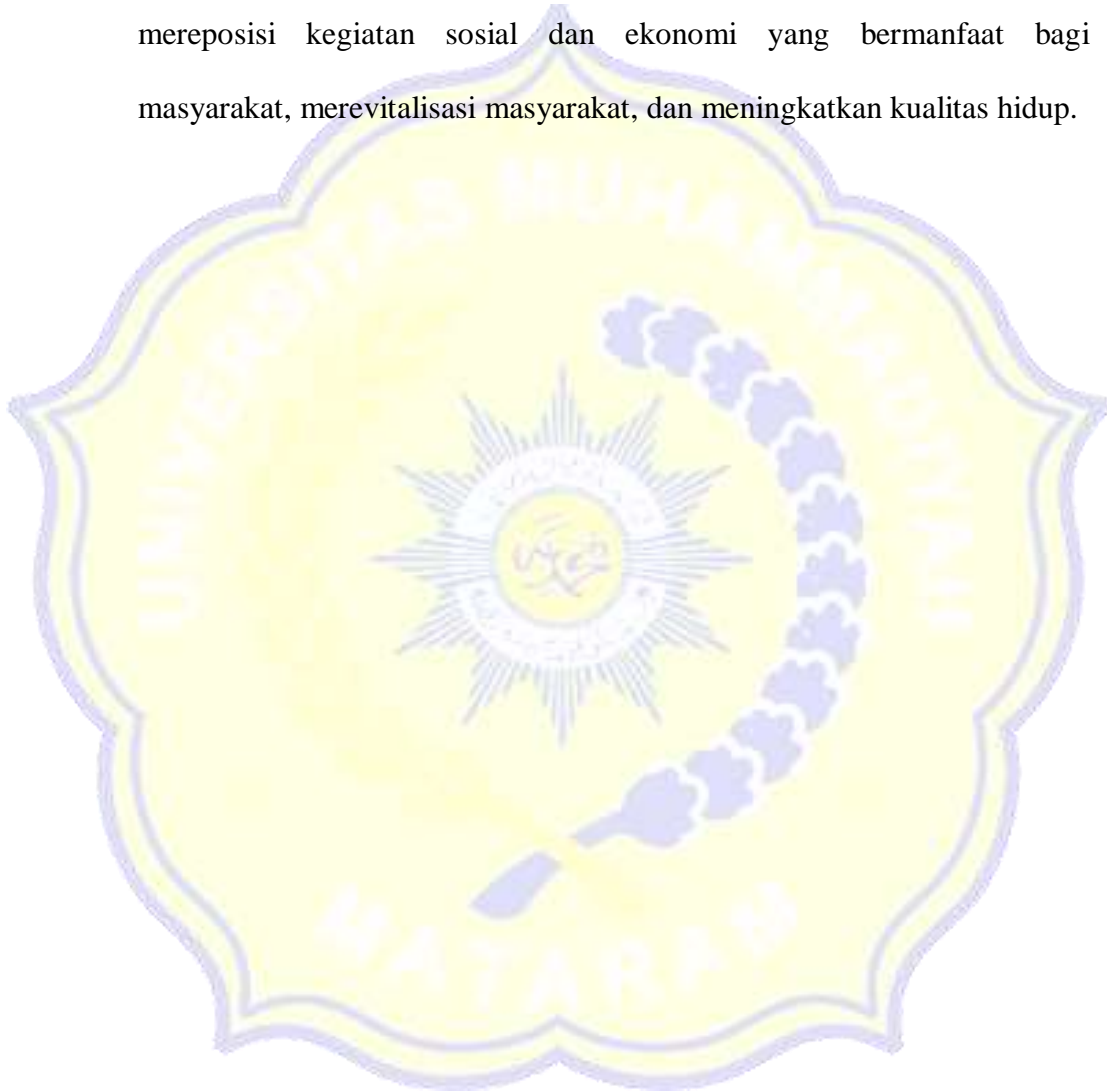 mereposisi kegiatan sosial dan ekonomi yang bermanfaat bagi
masyarakat, merevitalisasi masyarakat, dan meningkatkan kualitas hidup.
UNIVERSITAS MUHAMMADIYAH
MATARAM